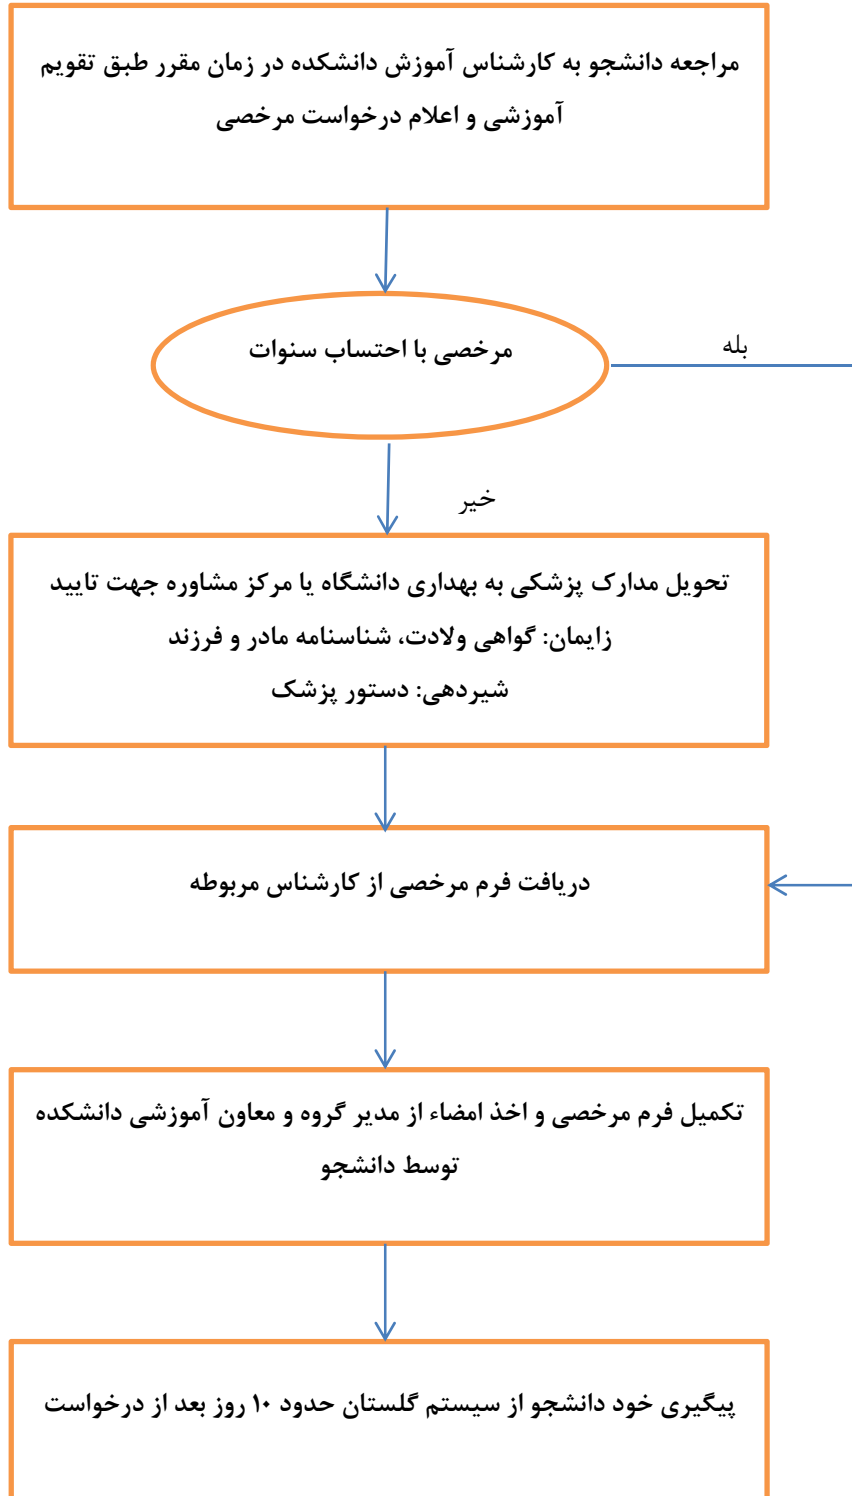 مراجعه دانشجو به کارشناس آموزش دانشکده در زمان مقرر طبق تقویم
آموزشی و اعلام درخواست مرخصی
مرخصی با احتساب سنوات
بله
خیر
تحویل مدارک پزشکی به بهداری دانشگاه یا مرکز مشاوره جهت تایید
زایمان: گواهی ولادت، شناسنامه مادر و فرزند
شیردهی: دستور پزشک
دریافت فرم مرخصی از کارشناس مربوطه
تکمیل فرم مرخصی و اخذ امضاء از مدیر گروه و معاون آموزشی دانشکده
توسط دانشجو
پیگیری خود دانشجو از سیستم گلستان حدود ۱۰ روز بعد از درخواست